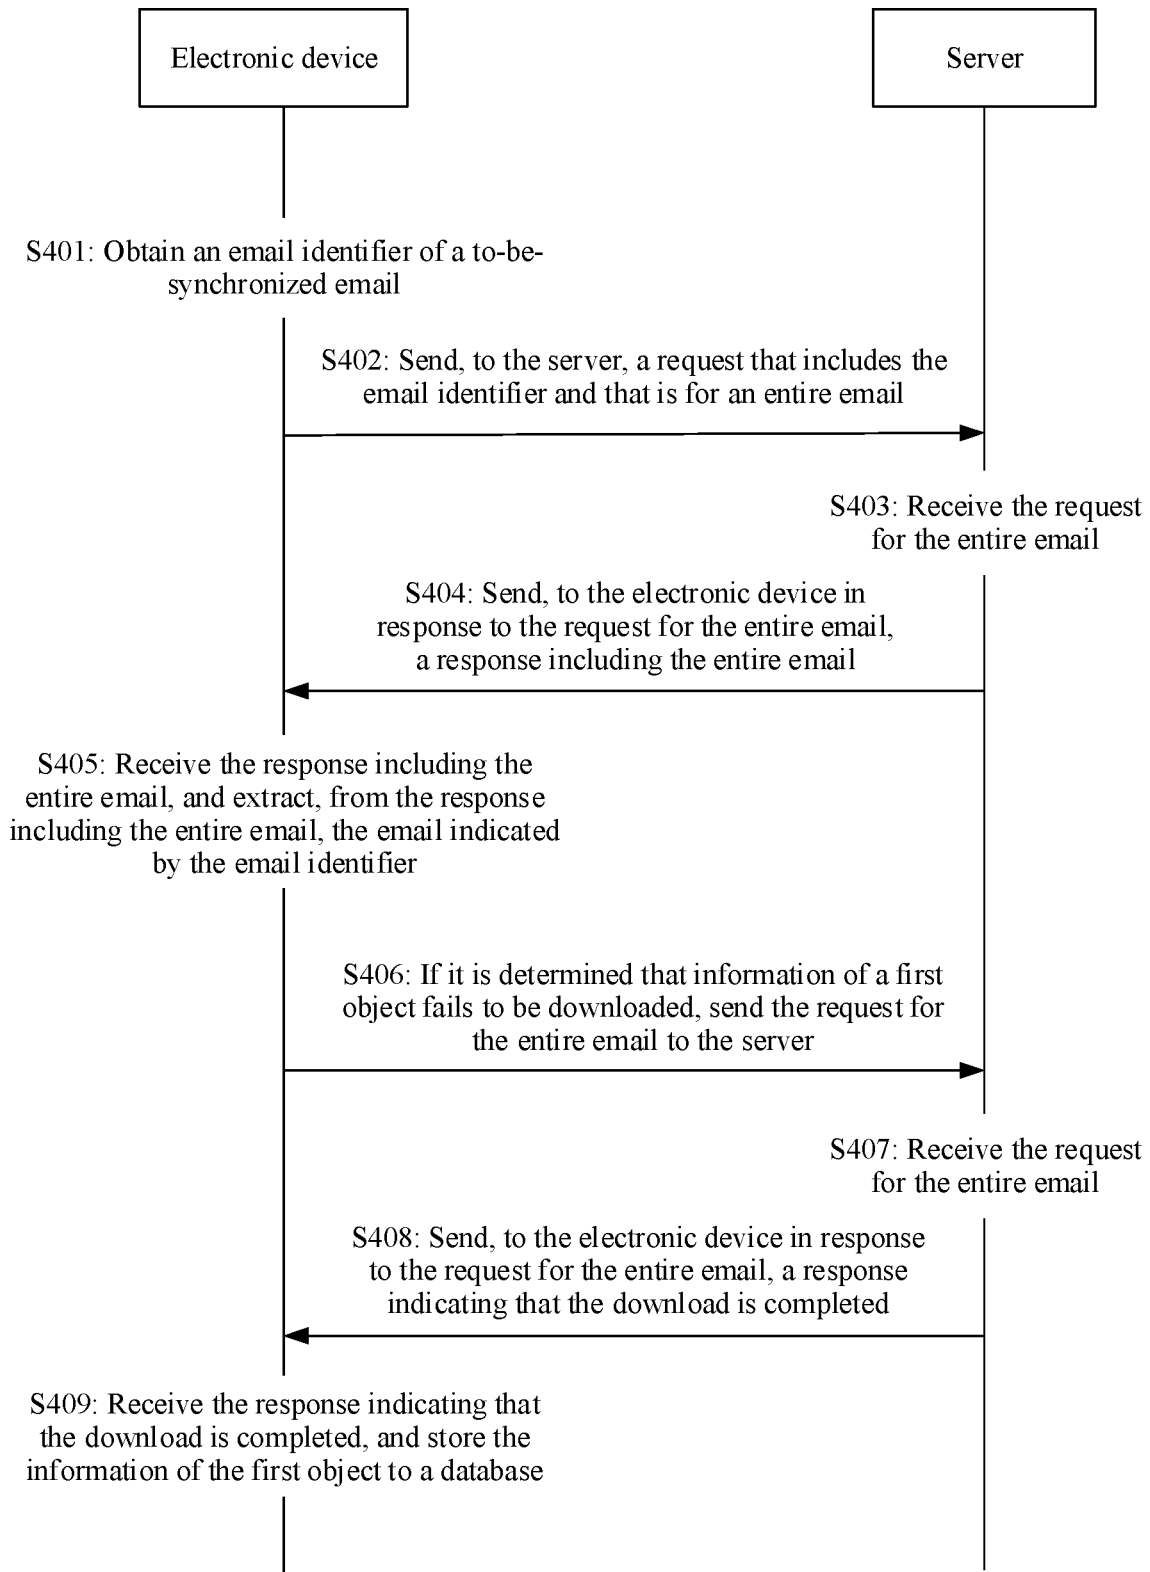 Electronic device
Server
S401: Obtain an email identifier of a to-be-
synchronized email
S402: Send, to the server, a request that includes the
email identifier and that is for an entire email
S403: Receive the request
for the entire email
S404: Send, to the electronic device in
response to the request for the entire email,
a response including the entire email
S405: Receive the response including the
entire email, and extract, from the response
including the entire email, the email indicated
by the email identifier
S406: If it is determined that information of a first
object fails to be downloaded, send the request for
the entire email to the server
S407: Receive the request
for the entire email
S408: Send, to the electronic device in response
to the request for the entire email, a response
indicating that the download is completed
S409: Receive the response indicating that
the download is completed, and store the
information of the first object to a database